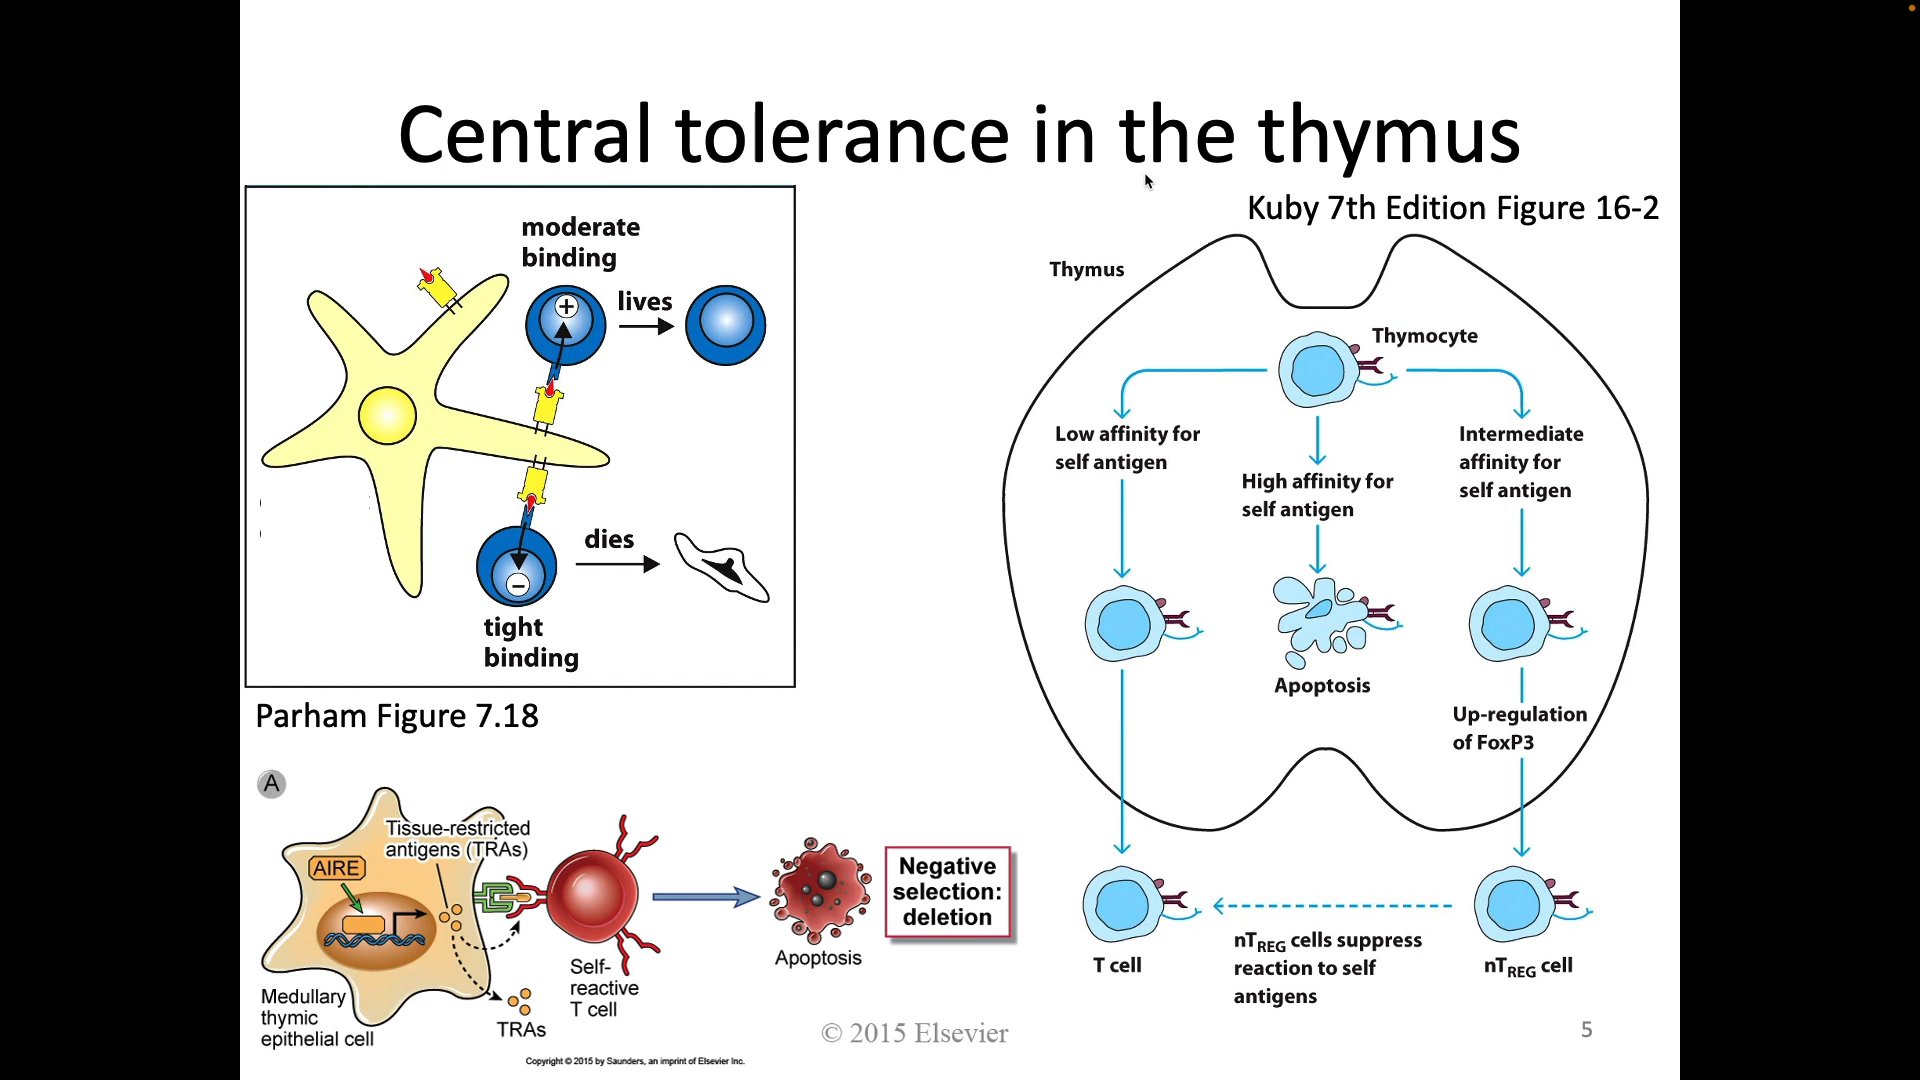 Central tolerance in the thymus
moderate
binding
+
lives
dies
–
tight
binding
Parham Figure 7.18
Kuby 7th Edition Figure 16-2
Thymus
Thymocyte
Low affinity for
self antigen
High affinity for
self antigen
Intermediate
affinity for
self antigen
Apoptosis
Up-regulation
of FoxP3
T cell
nTREG cells suppress
reaction to self
antigens
nTREG cell
A
Tissue-restricted
antigens (TRAs)
AIRE
Medullary
thymic
epithelial cell
TRAs
Self-
reactive
T cell
Apoptosis
Negative
selection:
deletion
© 2015 Elsevier
Copyright © 2015 by Saunders, an imprint of Elsevier Inc.
5